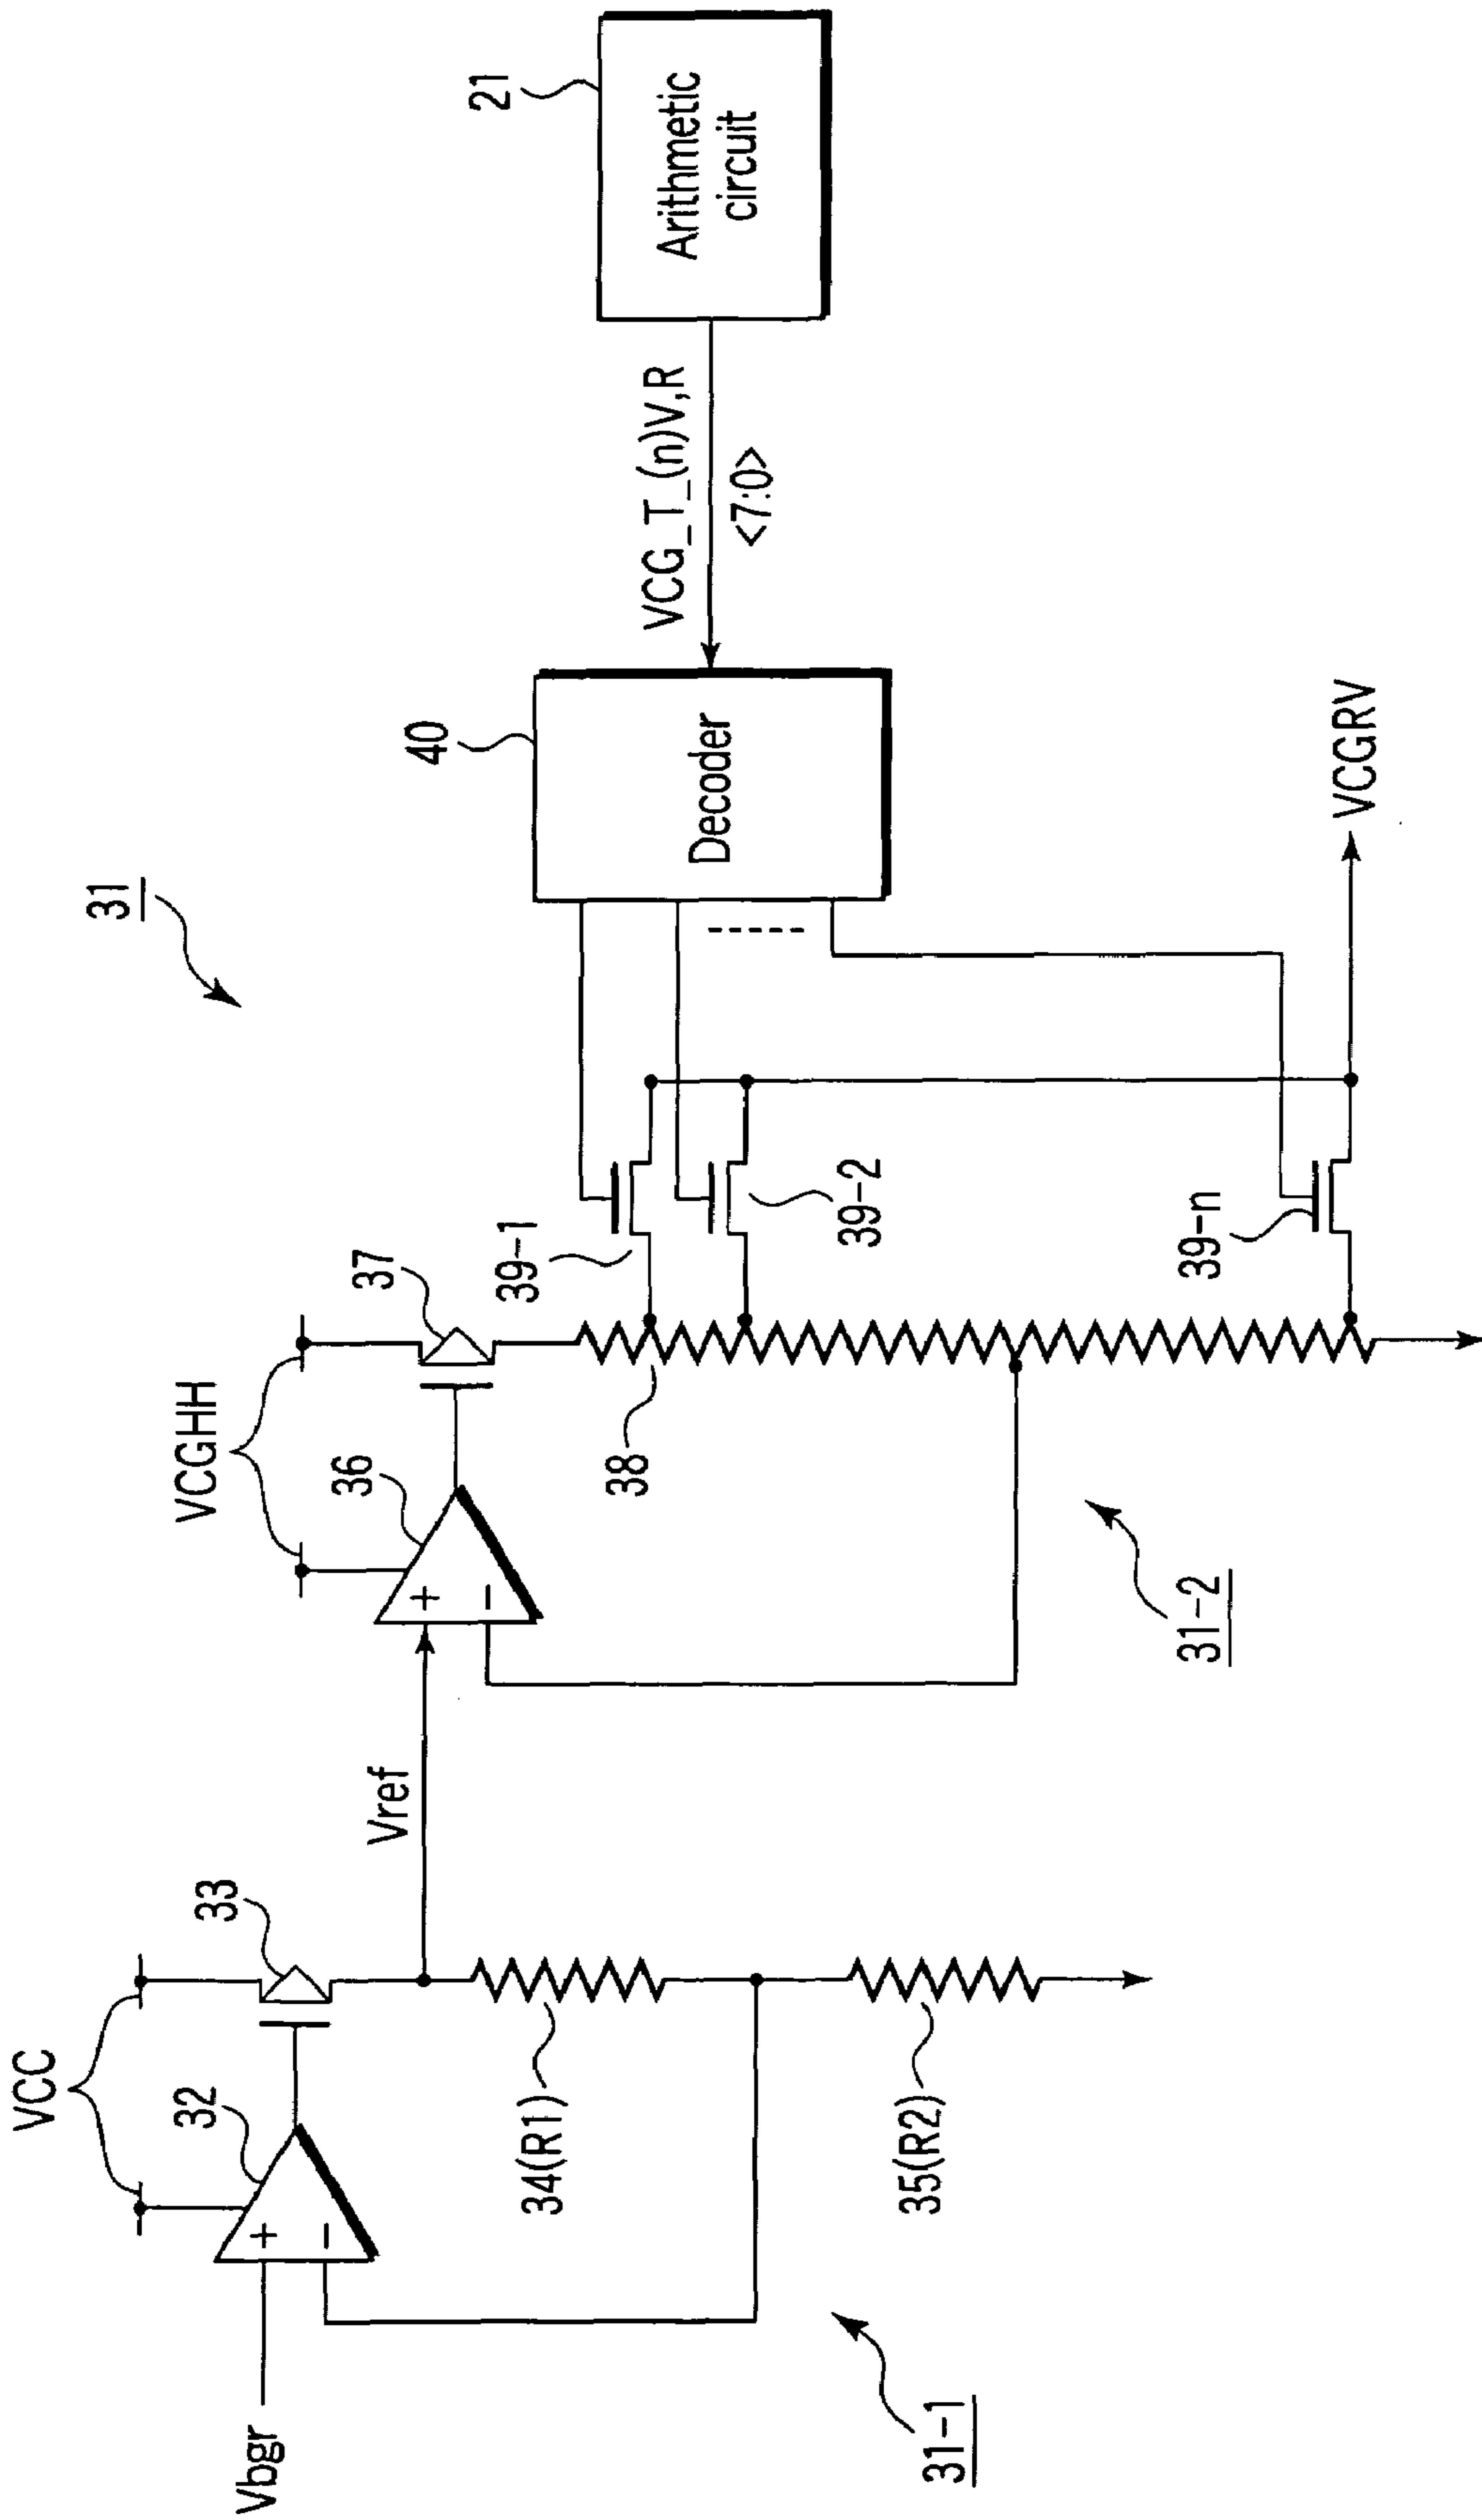 31
VCC
VCGHH
32
33
36
37
Vbgr
+
-
Vref
+
-
40
21
39-1
Decoder
VCG_T_(n)V,R
<7:0>
Arithmetic
circuit
34(R1)
38
39-2
35(R2)
31-1
31-2
39-n
VCGRV